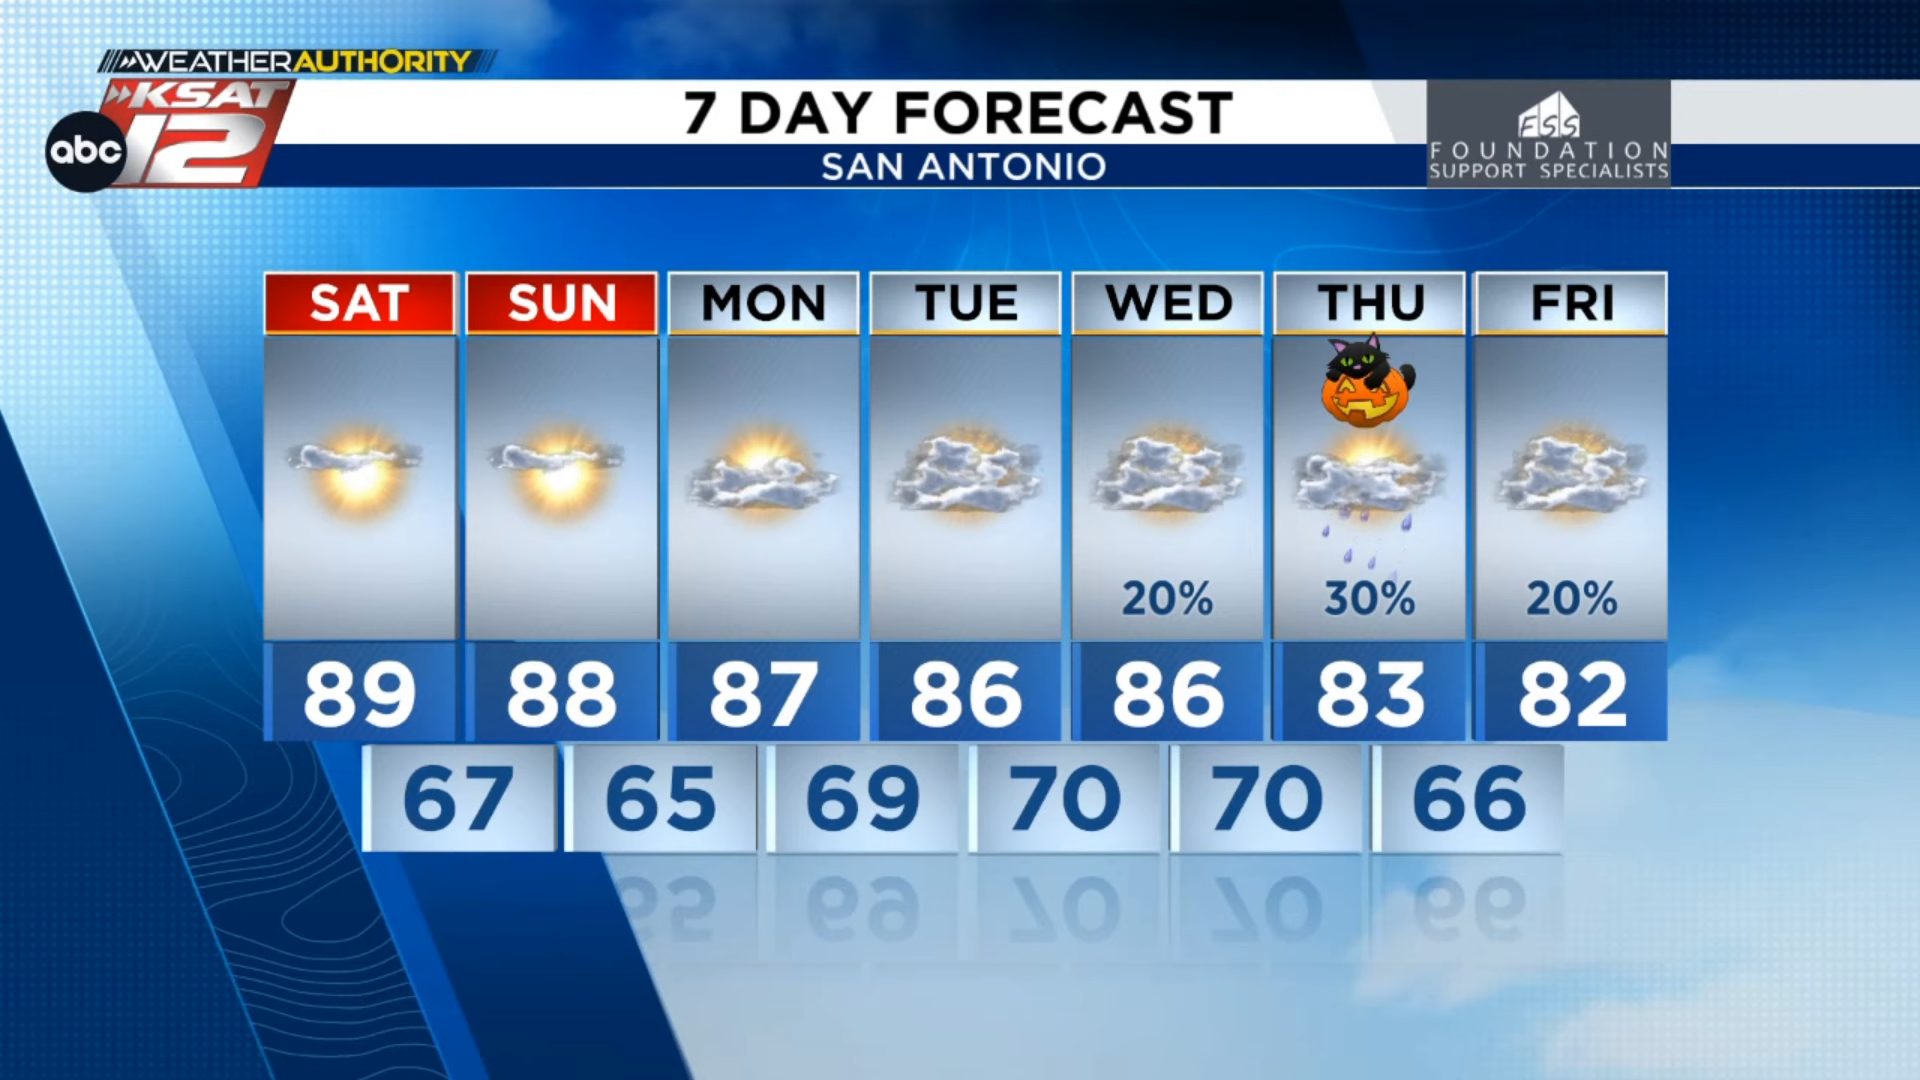 WEATHERAUTHORITY
KSAT
12
abc
7 DAY FORECAST
SAN ANTONIO
FSS
FOUNDATION
SUPPORT SPECIALISTS
SAT SUN MON TUE WED THU FRI
20% 30% 20%
89 88 87 86 86 83 82
67 65 69 70 70 66